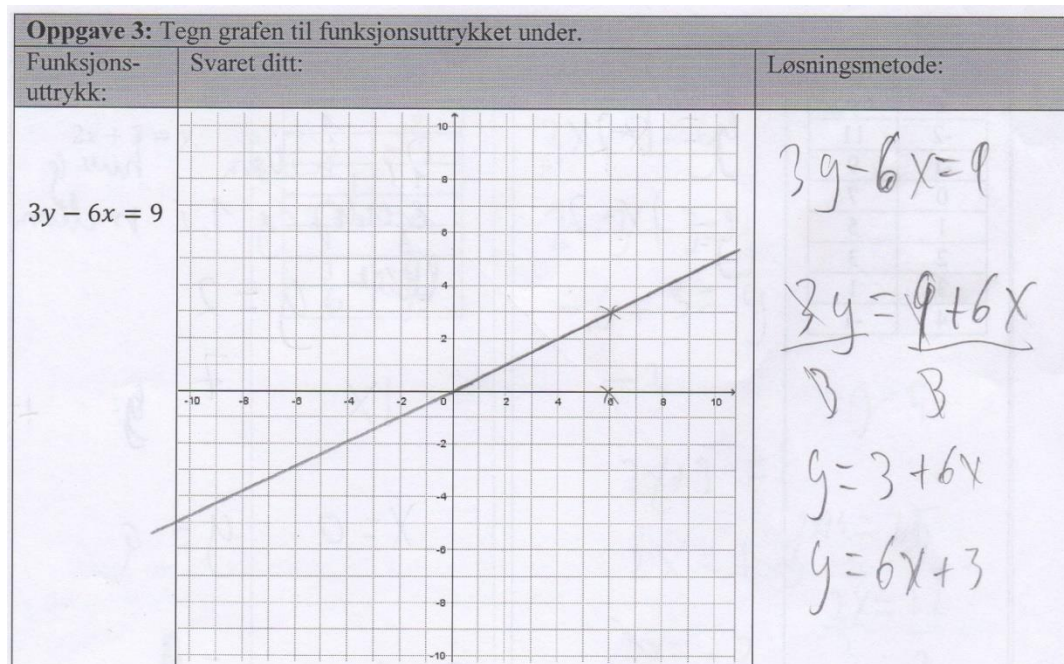 Oppgave 3: Tegn grafen til funksjonsuttrykket under.
Funksjons-
uttrykk:
Svaret ditt:
Løsningsmetode:
3y − 6x = 9
10
8
6
4
2
-10 -8 -6 -4 -2 0 2 4 6 8 10
-2
-4
-6
-8
-10
3y-6x=9
3y = 9+6x
3 3
y=3+6x
y=6x+3